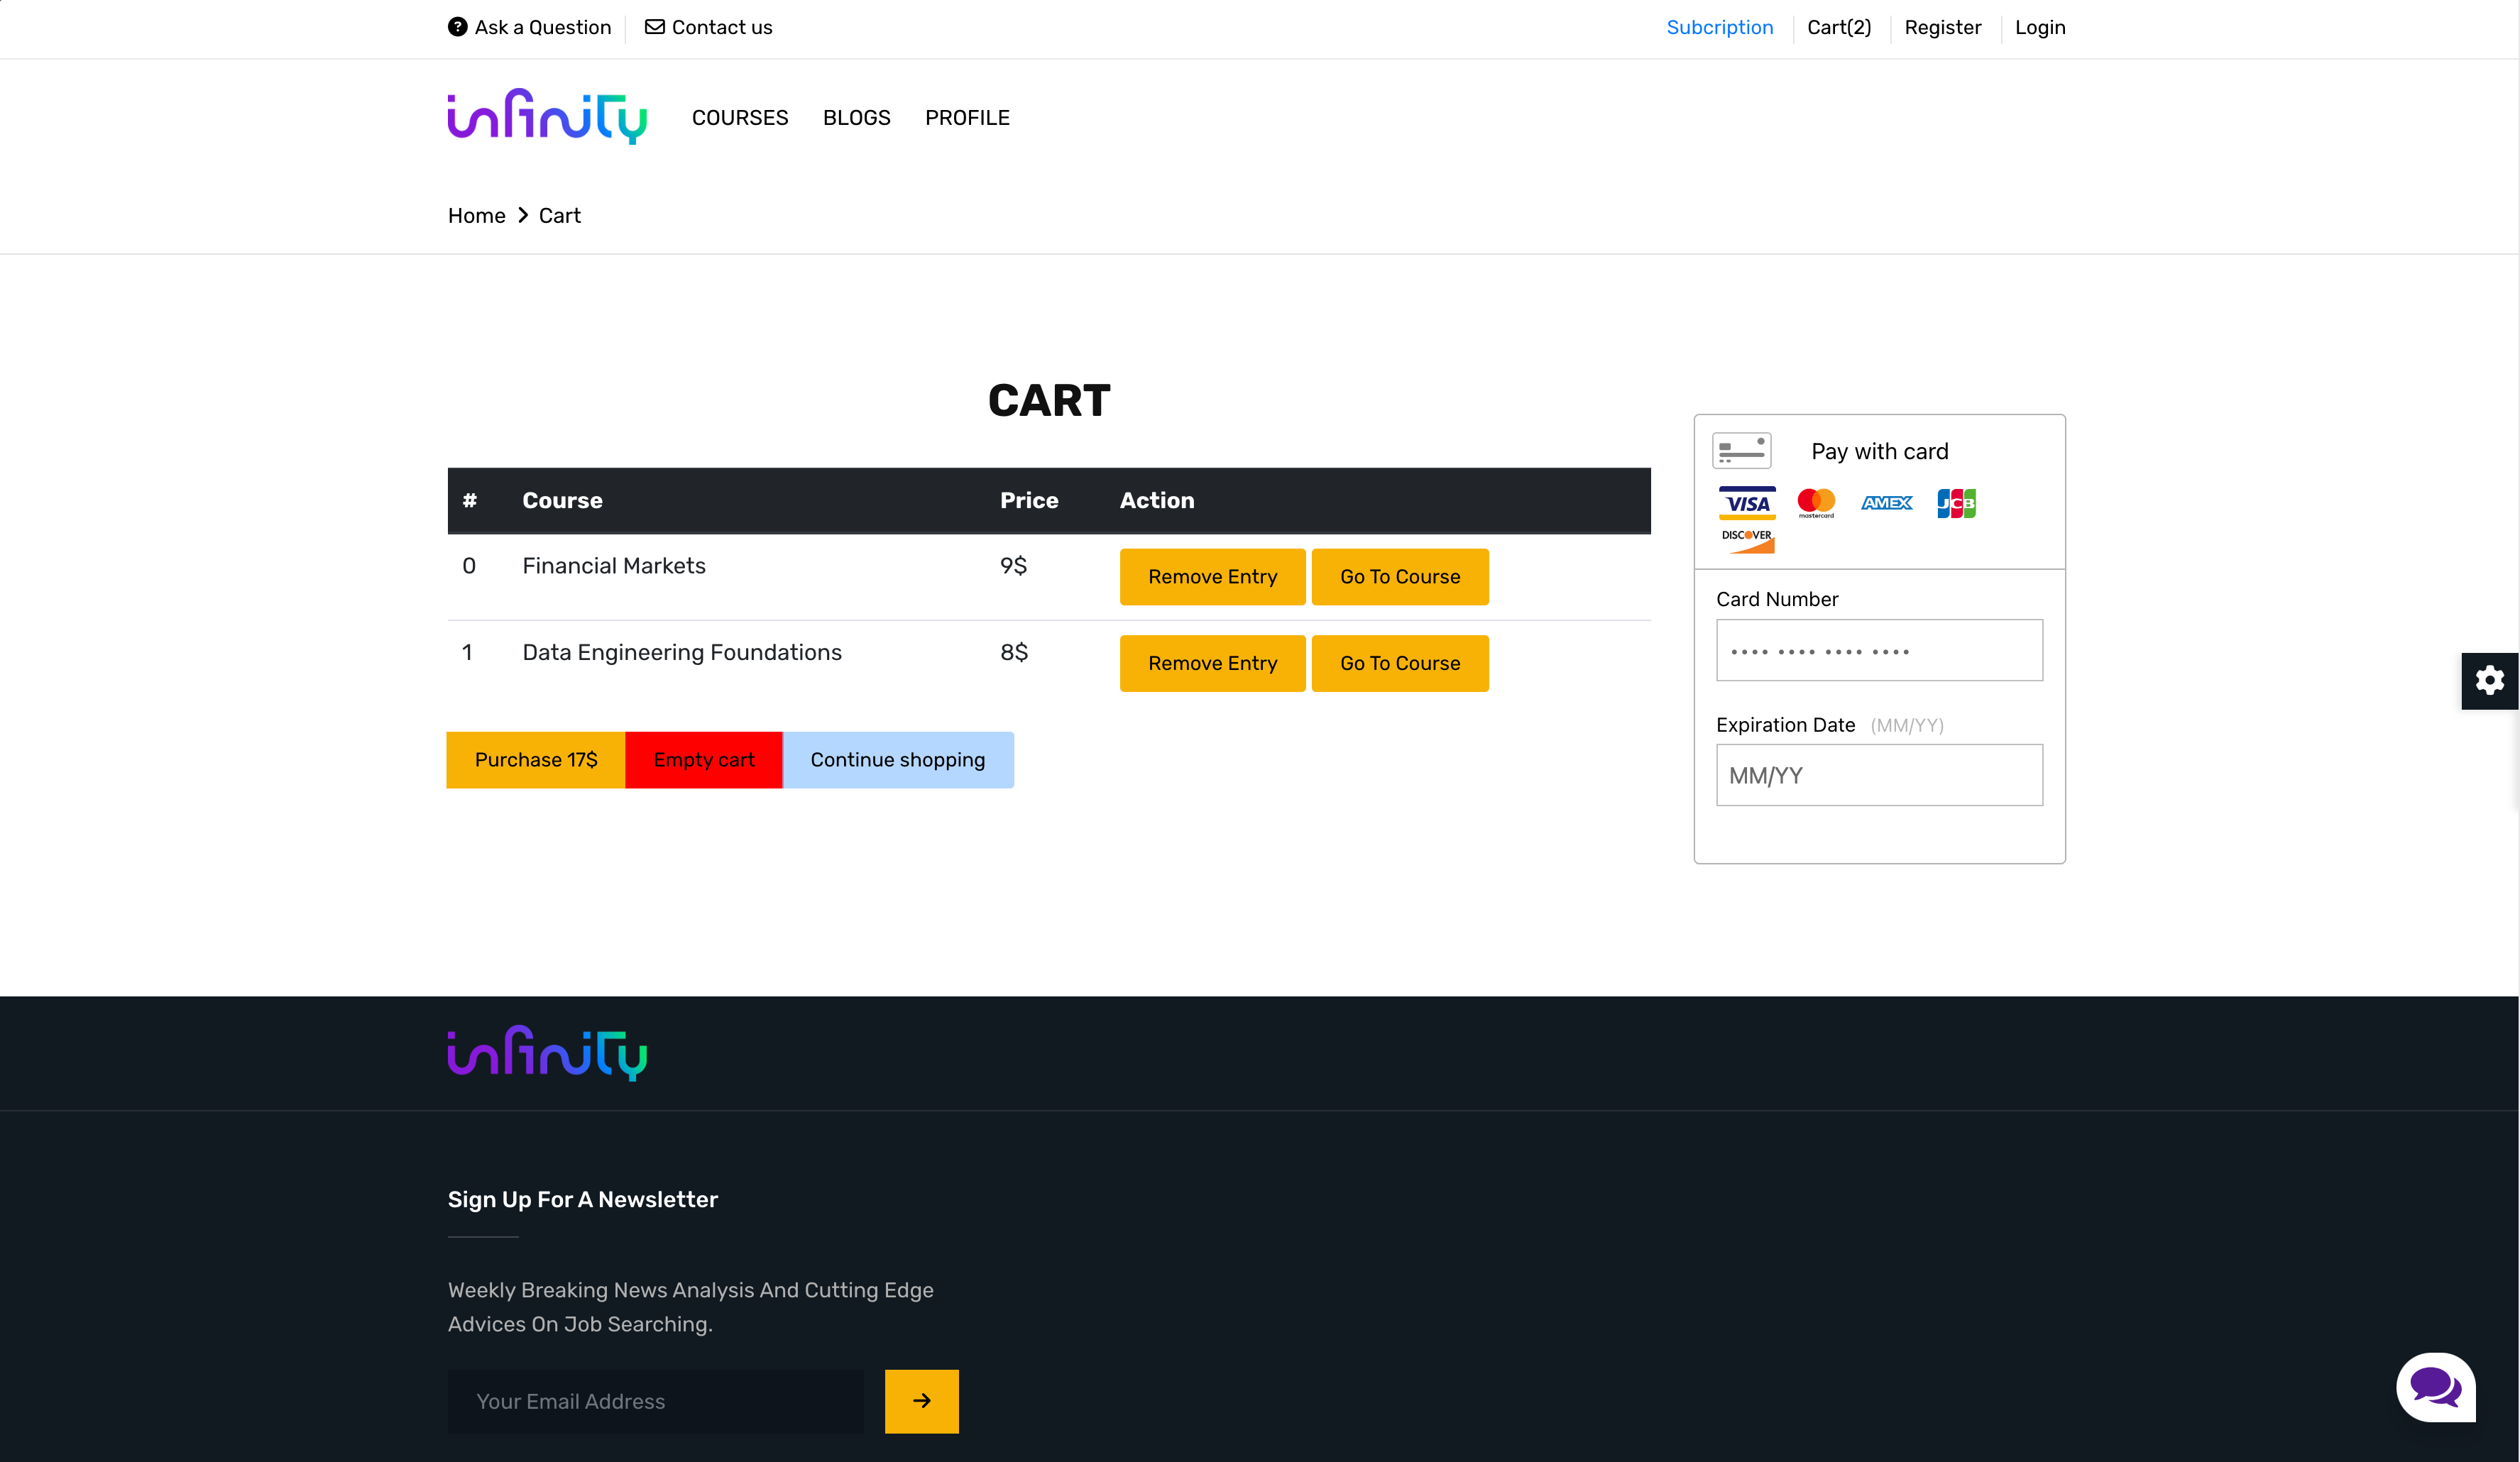 Ask a Question
Contact us
Subcription
Cart(2)
Register
Login
infinity
COURSES
BLOGS
PROFILE
Home
Cart
CART
# Course Price Action
0 Financial Markets 9$ Remove Entry Go To Course
1 Data Engineering Foundations 8$ Remove Entry Go To Course
Purchase 17$
Empty cart
Continue shopping
Pay with card
VISA
mastercard
AMEX
JCB
DISCOVER
Card Number
•••• •••• •••• ••••
Expiration Date (MM/YY)
MM/YY
infinity
Sign Up For A Newsletter
Weekly Breaking News Analysis And Cutting Edge
Advices On Job Searching.
Your Email Address